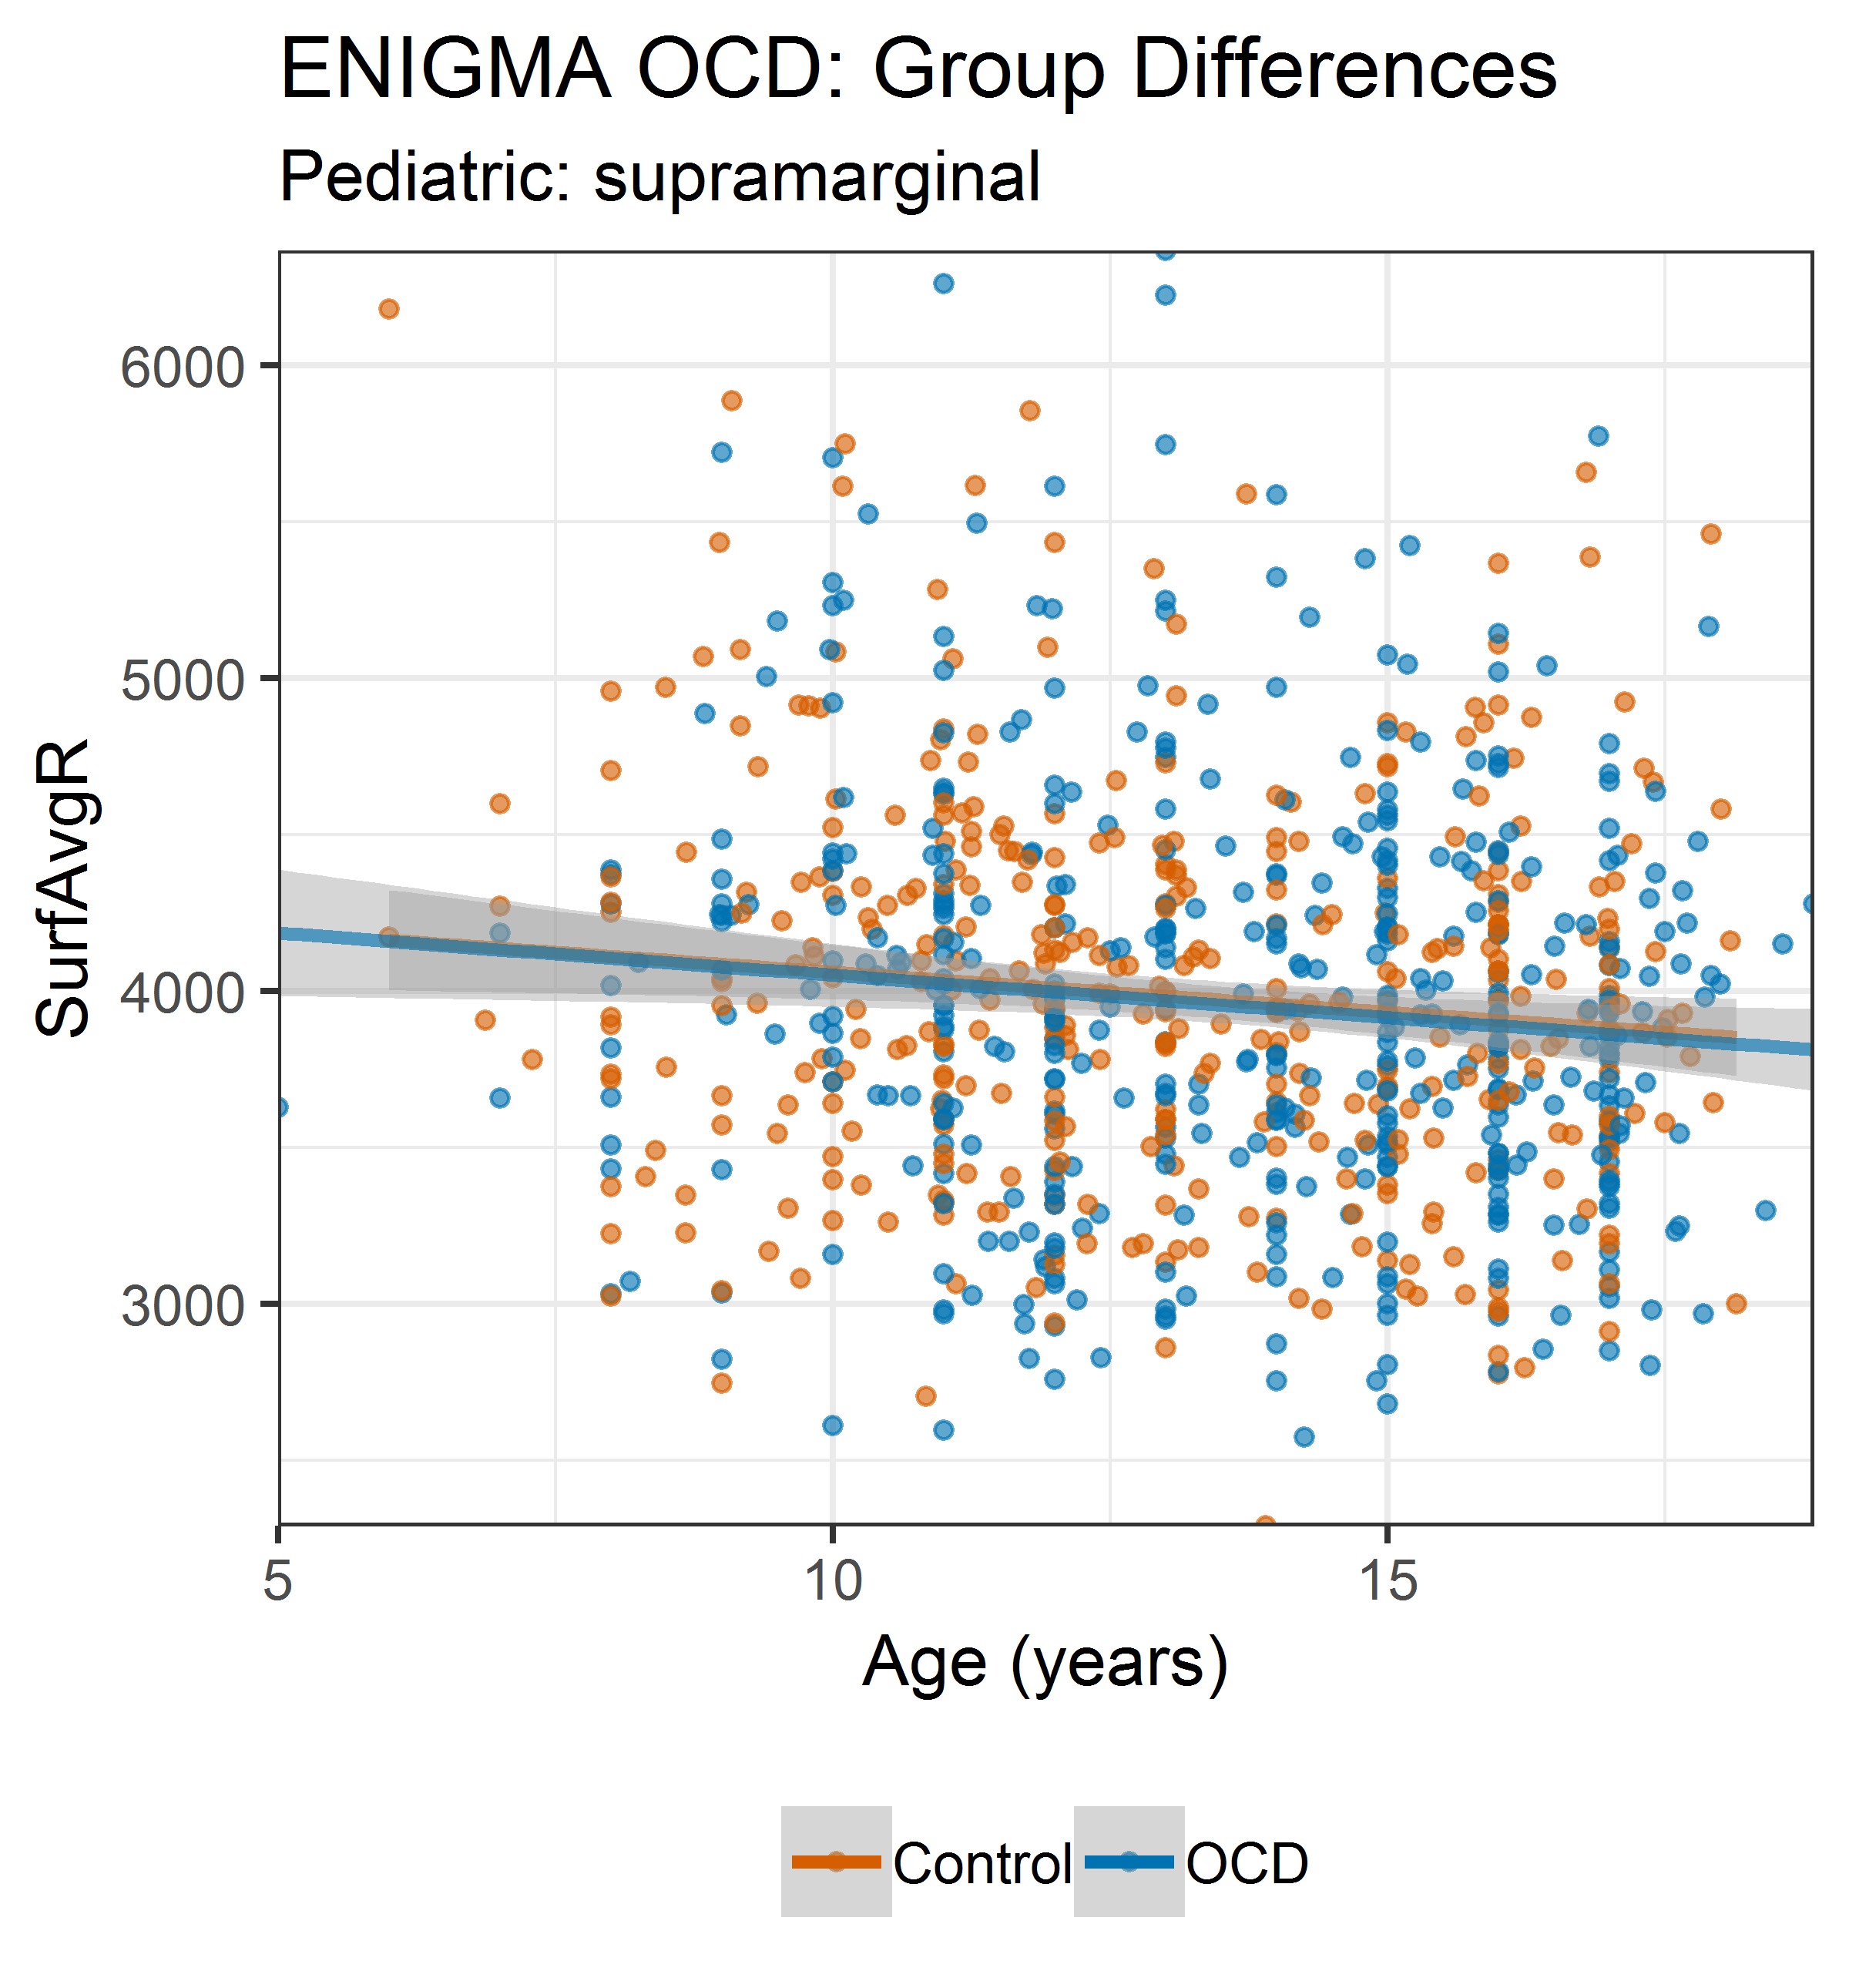 ENIGMA OCD: Group Differences
Pediatric: supramarginal
SurfAvgR
6000
5000
4000
3000
5 10 15
Age (years)
Control OCD